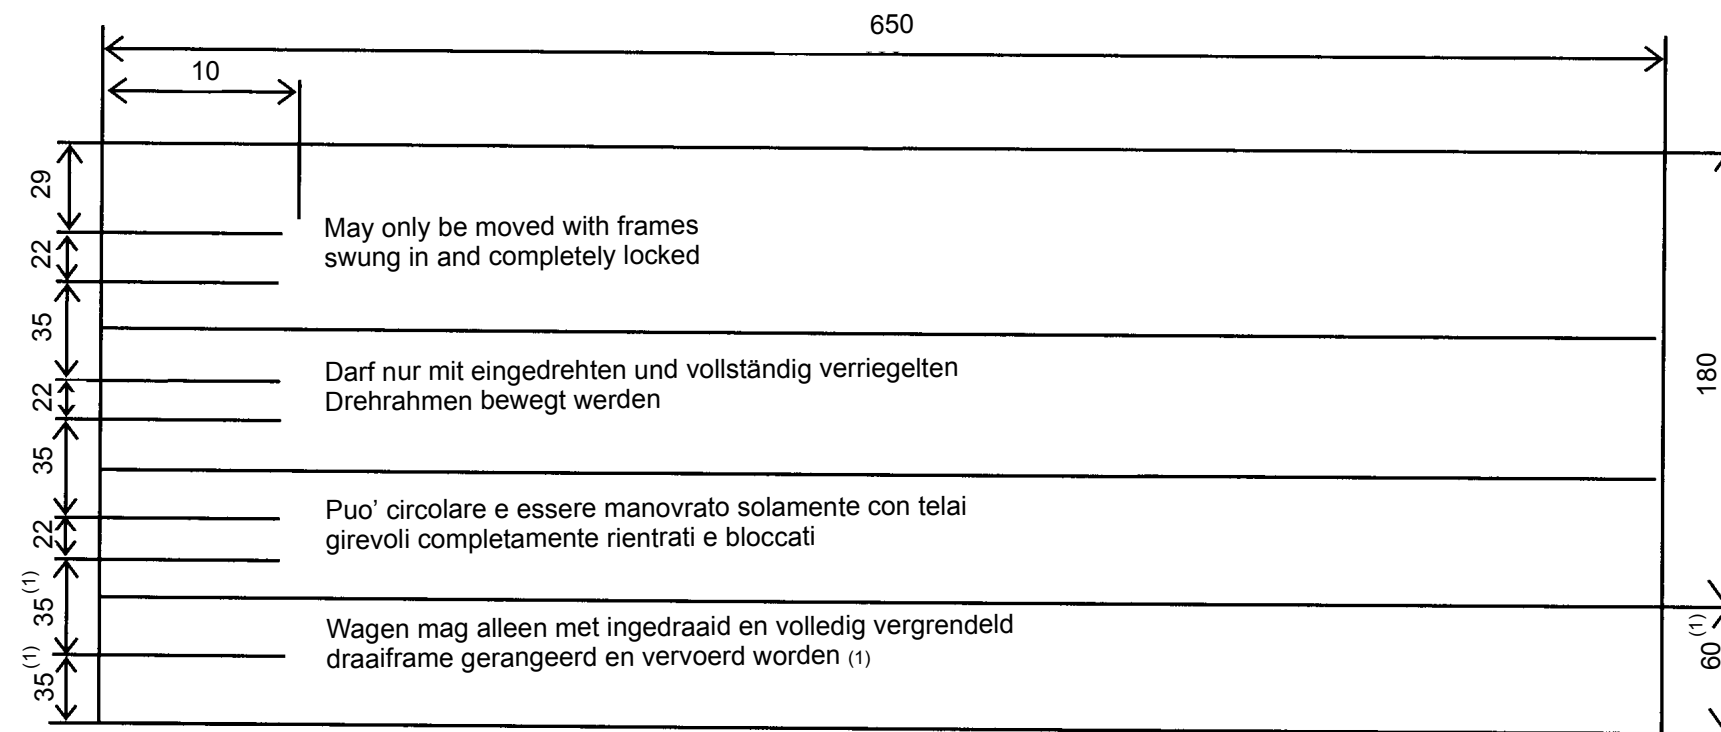 650
10
29
May only be moved with frames
swung in and completely locked
22
35
Darf nur mit eingedrehten und vollständig verriegelten
Drehrahmen bewegt werden
180
22
35
Puo’ circolare e essere manovrato solamente con telai
girevoli completamente rientrati e bloccati
22
35 (1)
Wagen mag alleen met ingedraaid en volledig vergrendeld
draaiframe gerangeerd en vervoerd worden (1)
60 (1)
35 (1)